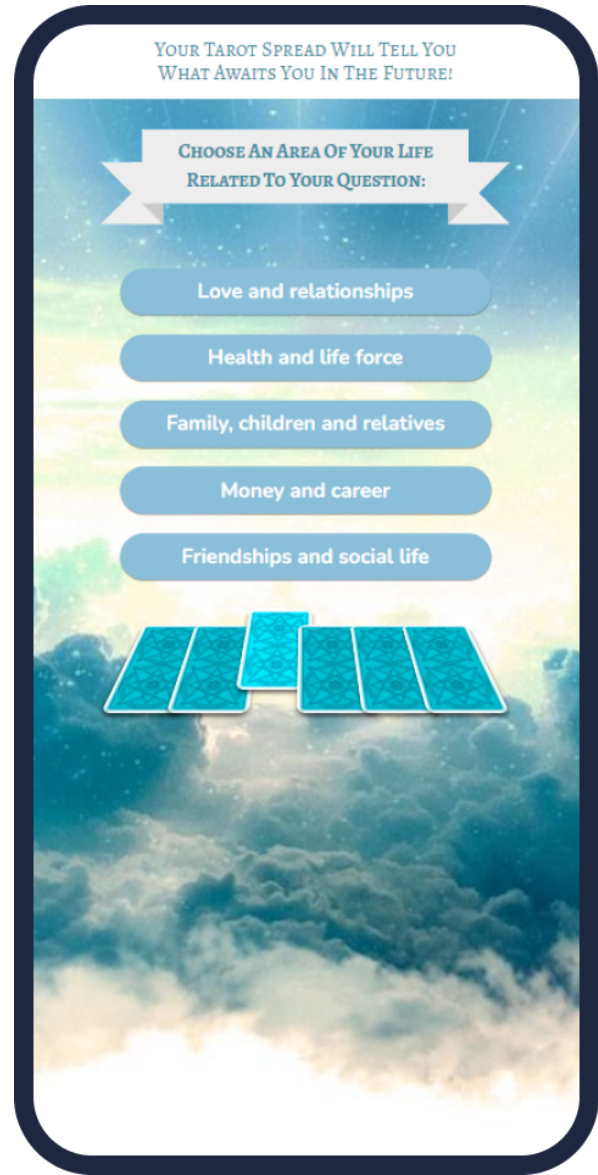 Your Tarot Spread Will Tell You
What Awaits You In The Future!
Choose An Area Of Your Life
Related To Your Question:
Love and relationships
Health and life force
Family, children and relatives
Money and career
Friendships and social life